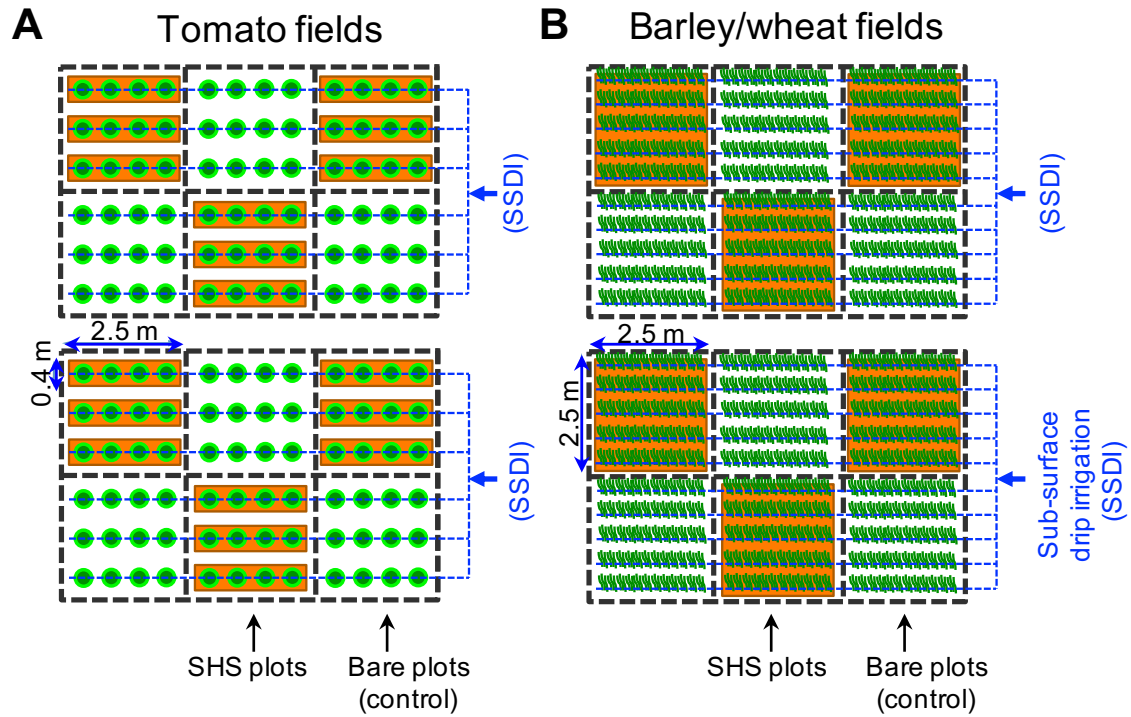 A
Tomato fields
(SSDI)
2.5 m
0.4 m
(SSDI)
SHS plots
Bare plots
(control)
B
Barley/wheat fields
(SSDI)
2.5 m
2.5 m
Sub-surface
drip irrigation
(SSDI)
SHS plots
Bare plots
(control)